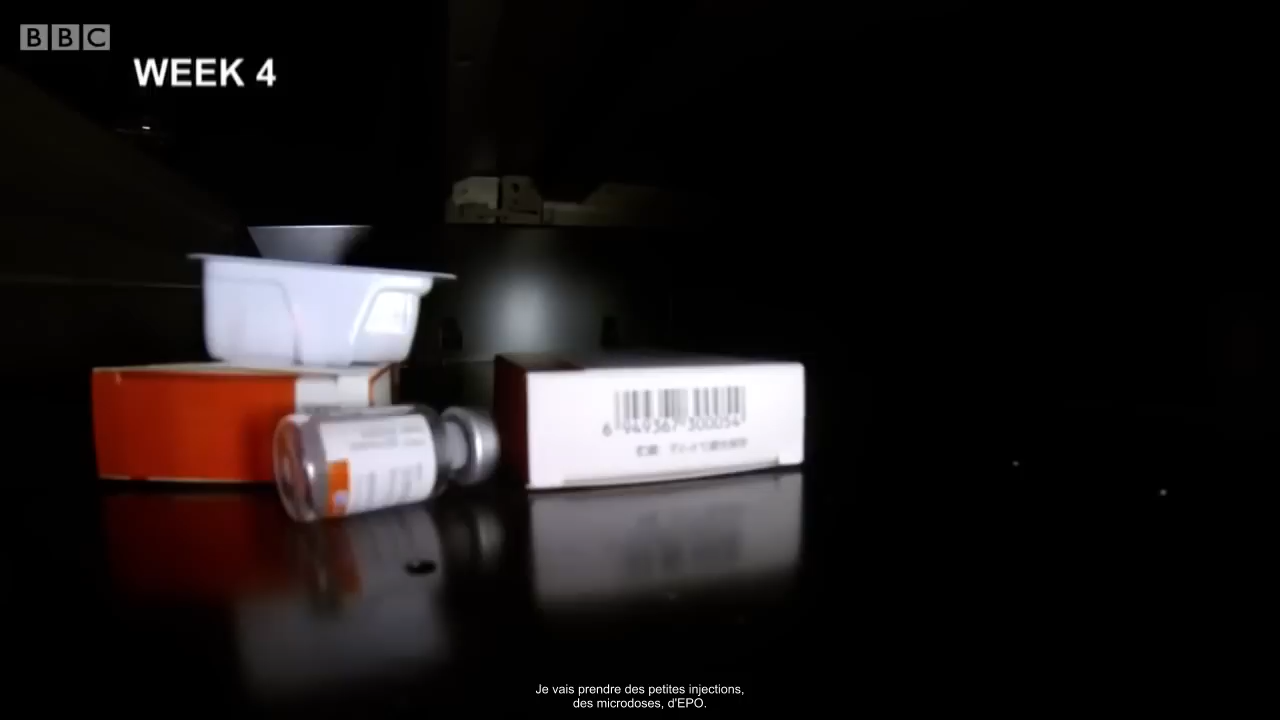 BBC
WEEK 4
6 949367 300054
Je vais prendre des petites injections,
des microdoses, d'EPO.